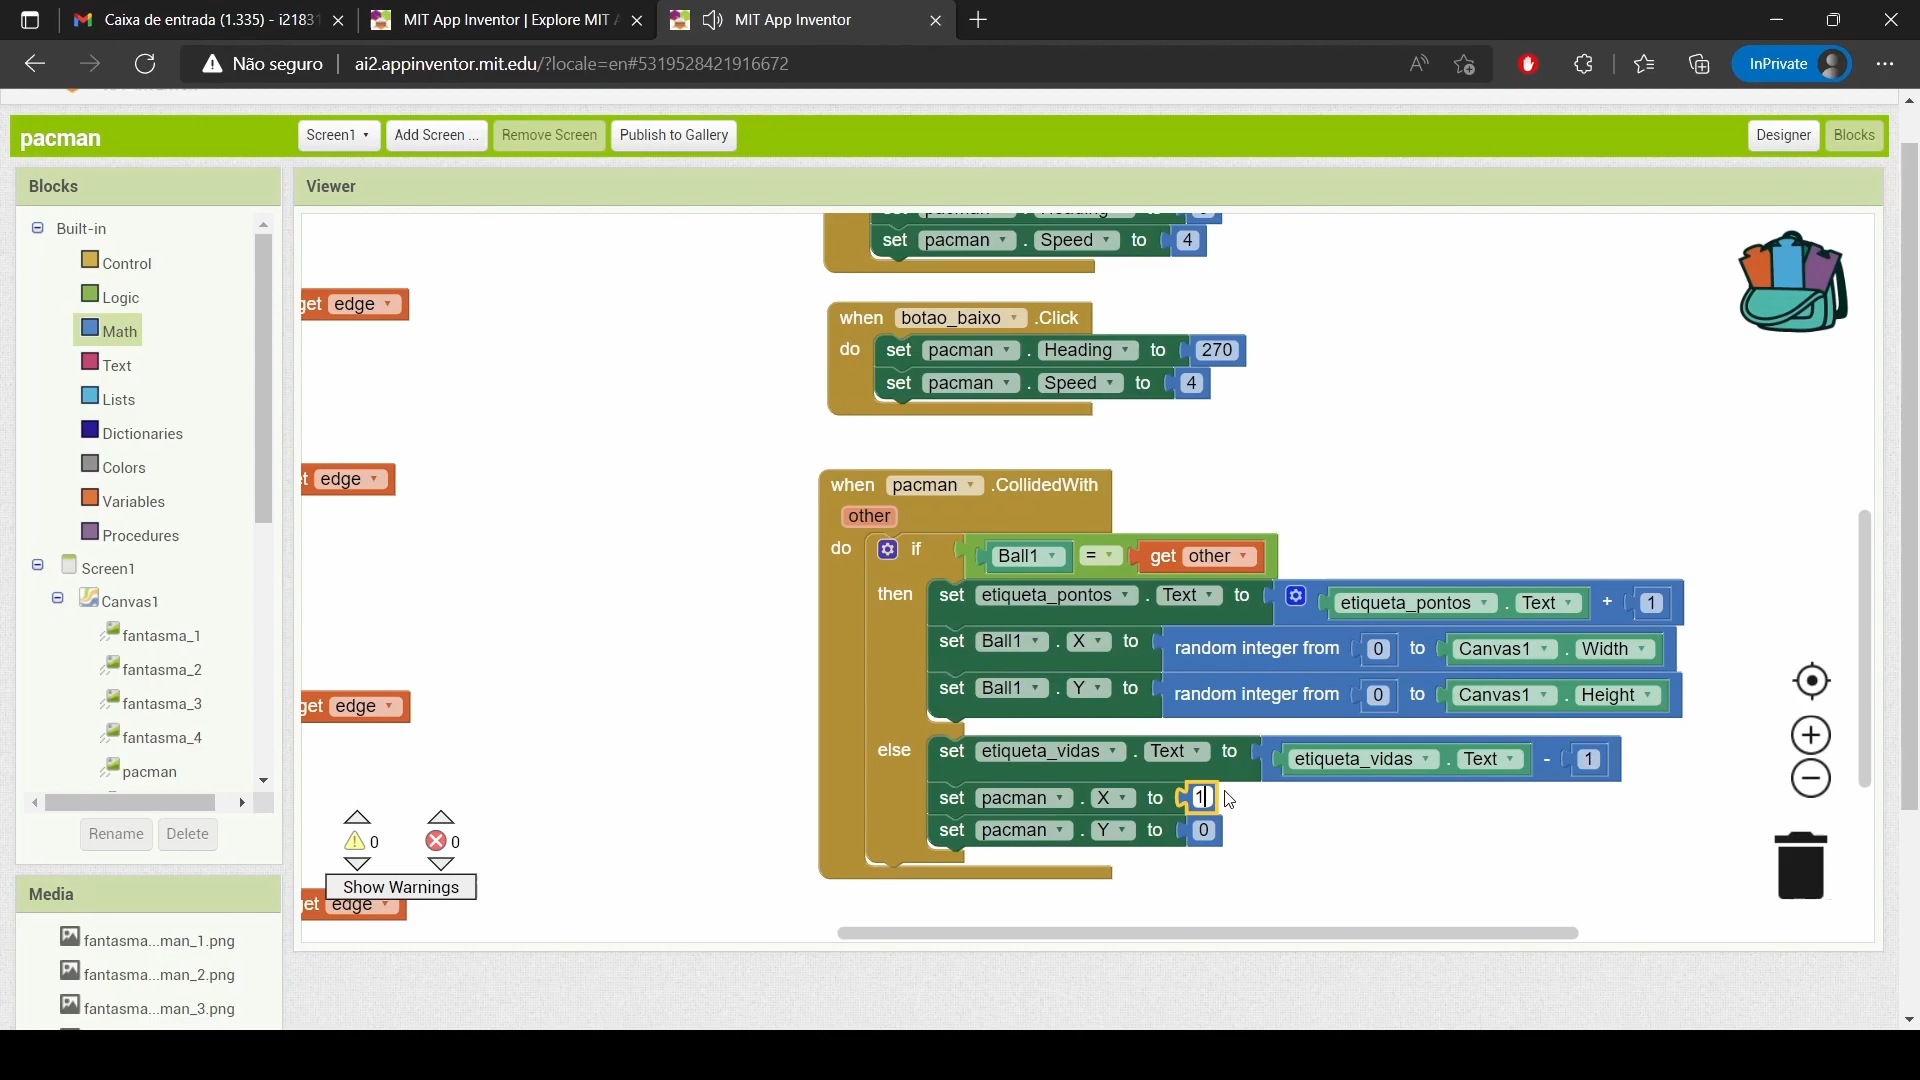 Caixa de entrada (1.335) - i2183
MIT App Inventor | Explore MIT
MIT App Inventor
Não seguro
ai2.appinventor.mit.edu/?locale=en#5319528421916672
InPrivate
pacman
Screen1
Add Screen ...
Remove Screen
Publish to Gallery
Designer
Blocks
Blocks
Viewer
Built-in
Control
Logic
Math
Text
Lists
Dictionaries
Colors
Variables
Procedures
Screen1
Canvas1
fantasma_1
fantasma_2
fantasma_3
fantasma_4
pacman
Rename
Delete
Media
fantasma...man_1.png
fantasma...man_2.png
fantasma...man_3.png
get edge
t edge
get edge
et edge
0
0
Show Warnings
set pacman . Heading to
set pacman . Speed to 4
when botao_baixo .Click
do set pacman . Heading to 270
set pacman . Speed to 4
when pacman .CollidedWith
other
do if Ball1 = get other
then set etiqueta_pontos . Text to etiqueta_pontos . Text + 1
set Ball1 . X to random integer from 0 to Canvas1 . Width
set Ball1 . Y to random integer from 0 to Canvas1 . Height
else set etiqueta_vidas . Text to etiqueta_vidas . Text - 1
set pacman . X to 1
set pacman . Y to 0